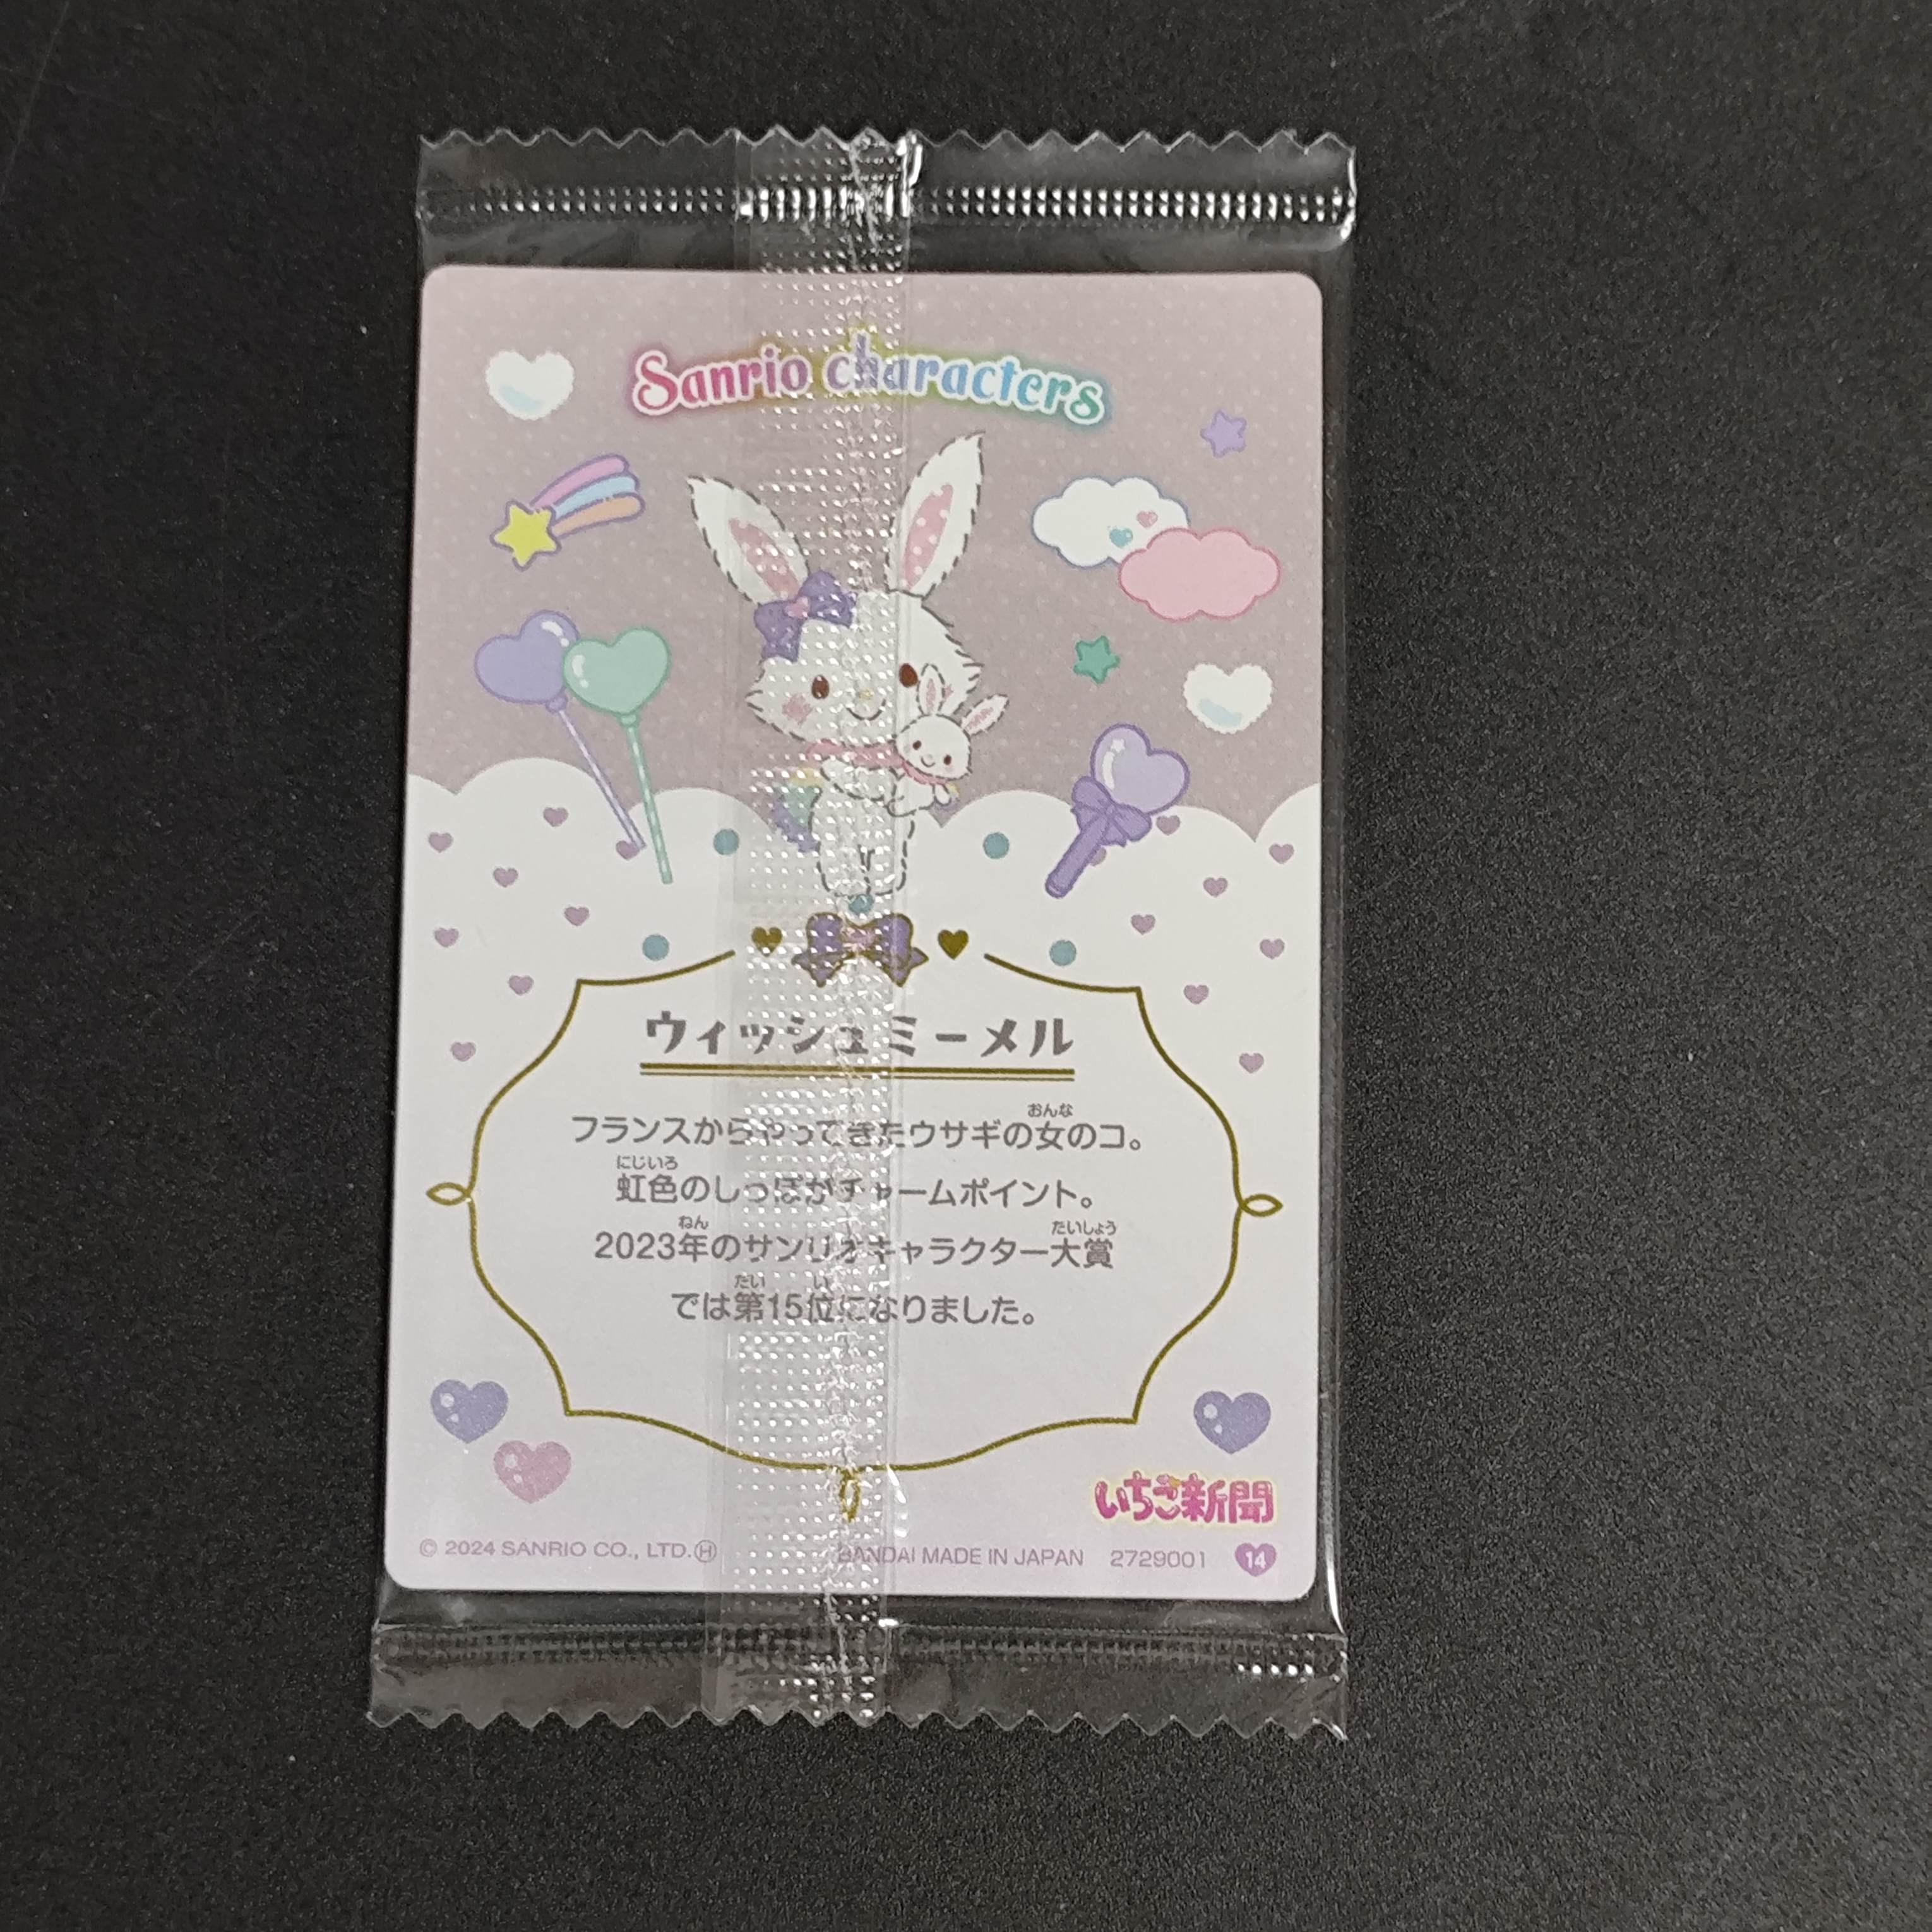 Sanrio characters
ウィッシュミーメル
おんな
フランスからやってきたウサギの女のコ。
にじいろ
虹色のしっぽがチャームポイント。
ねん たいしょう
2023年のサンリオキャラクター大賞
だい い
では第15位になりました。
いちご新聞
© 2024 SANRIO CO., LTD.Ⓗ BANDAI MADE IN JAPAN 2729001 14